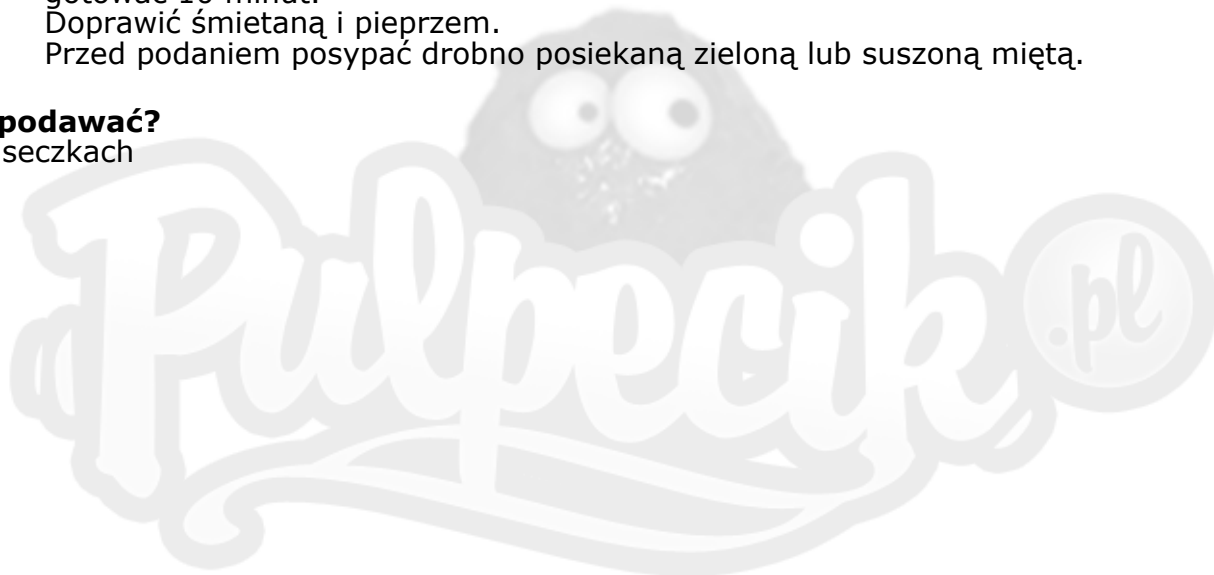 Doprawić śmietaną i pieprzem.
Przed podaniem posypać drobno posiekaną zieloną lub suszoną miętą.
podawać?
seczkach
Pulpecik.pl